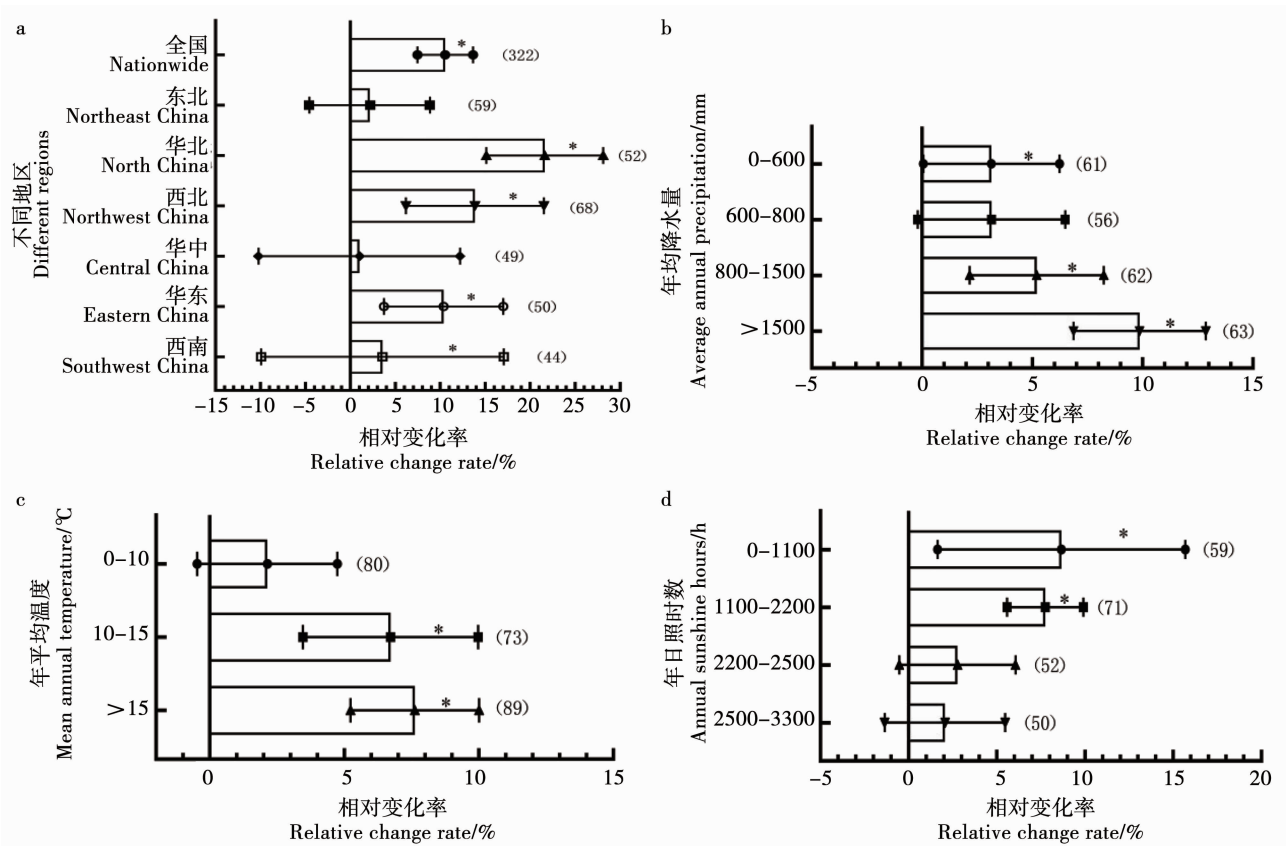 a
不同地区
Different regions
全国
Nationwide
* (322)
东北
Northeast China
(59)
华北
North China
* (52)
西北
Northwest China
* (68)
华中
Central China
(49)
华东
Eastern China
* (50)
西南
Southwest China
* (44)
-15 -10 -5 0 5 10 15 20 25 30
相对变化率
Relative change rate/%
b
年均降水量
Average annual precipitation/mm
0-600
* (61)
600-800
(56)
800-1500
* (62)
>1500
* (63)
-5 0 5 10 15
相对变化率
Relative change rate/%
c
年平均温度
Mean annual temperature/℃
0-10
(80)
10-15
* (73)
>15
* (89)
0 5 10 15
相对变化率
Relative change rate/%
d
年日照时数
Annual sunshine hours/h
0-1100
* (59)
1100-2200
* (71)
2200-2500
(52)
2500-3300
(50)
-5 0 5 10 15 20
相对变化率
Relative change rate/%